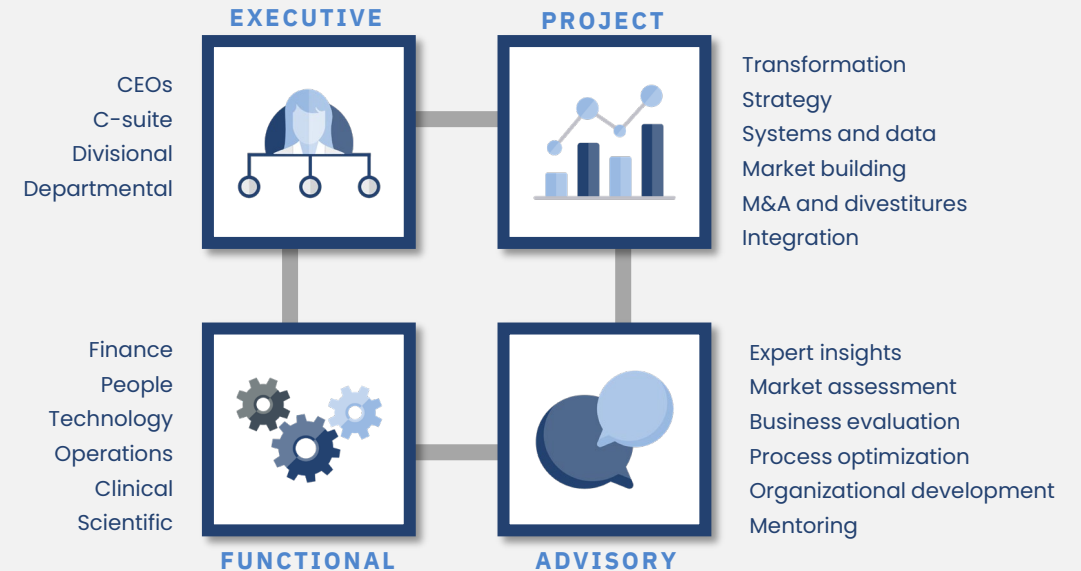 EXECUTIVE
CEOs
C-suite
Divisional
Departmental
PROJECT
Transformation
Strategy
Systems and data
Market building
M&A and divestitures
Integration
Finance
People
Technology
Operations
Clinical
Scientific
FUNCTIONAL
Expert insights
Market assessment
Business evaluation
Process optimization
Organizational development
Mentoring
ADVISORY